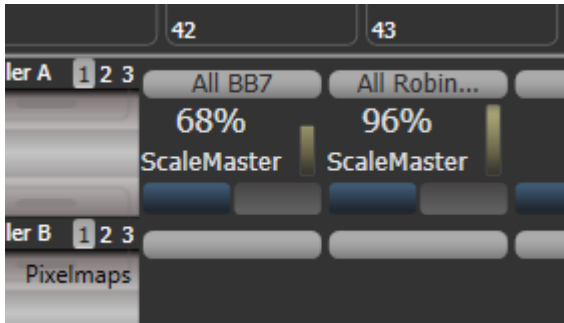 42 43
ler A 1 2 3
All BB7 All Robin...
68% 96%
ScaleMaster ScaleMaster
ler B 1 2 3
Pixelmaps